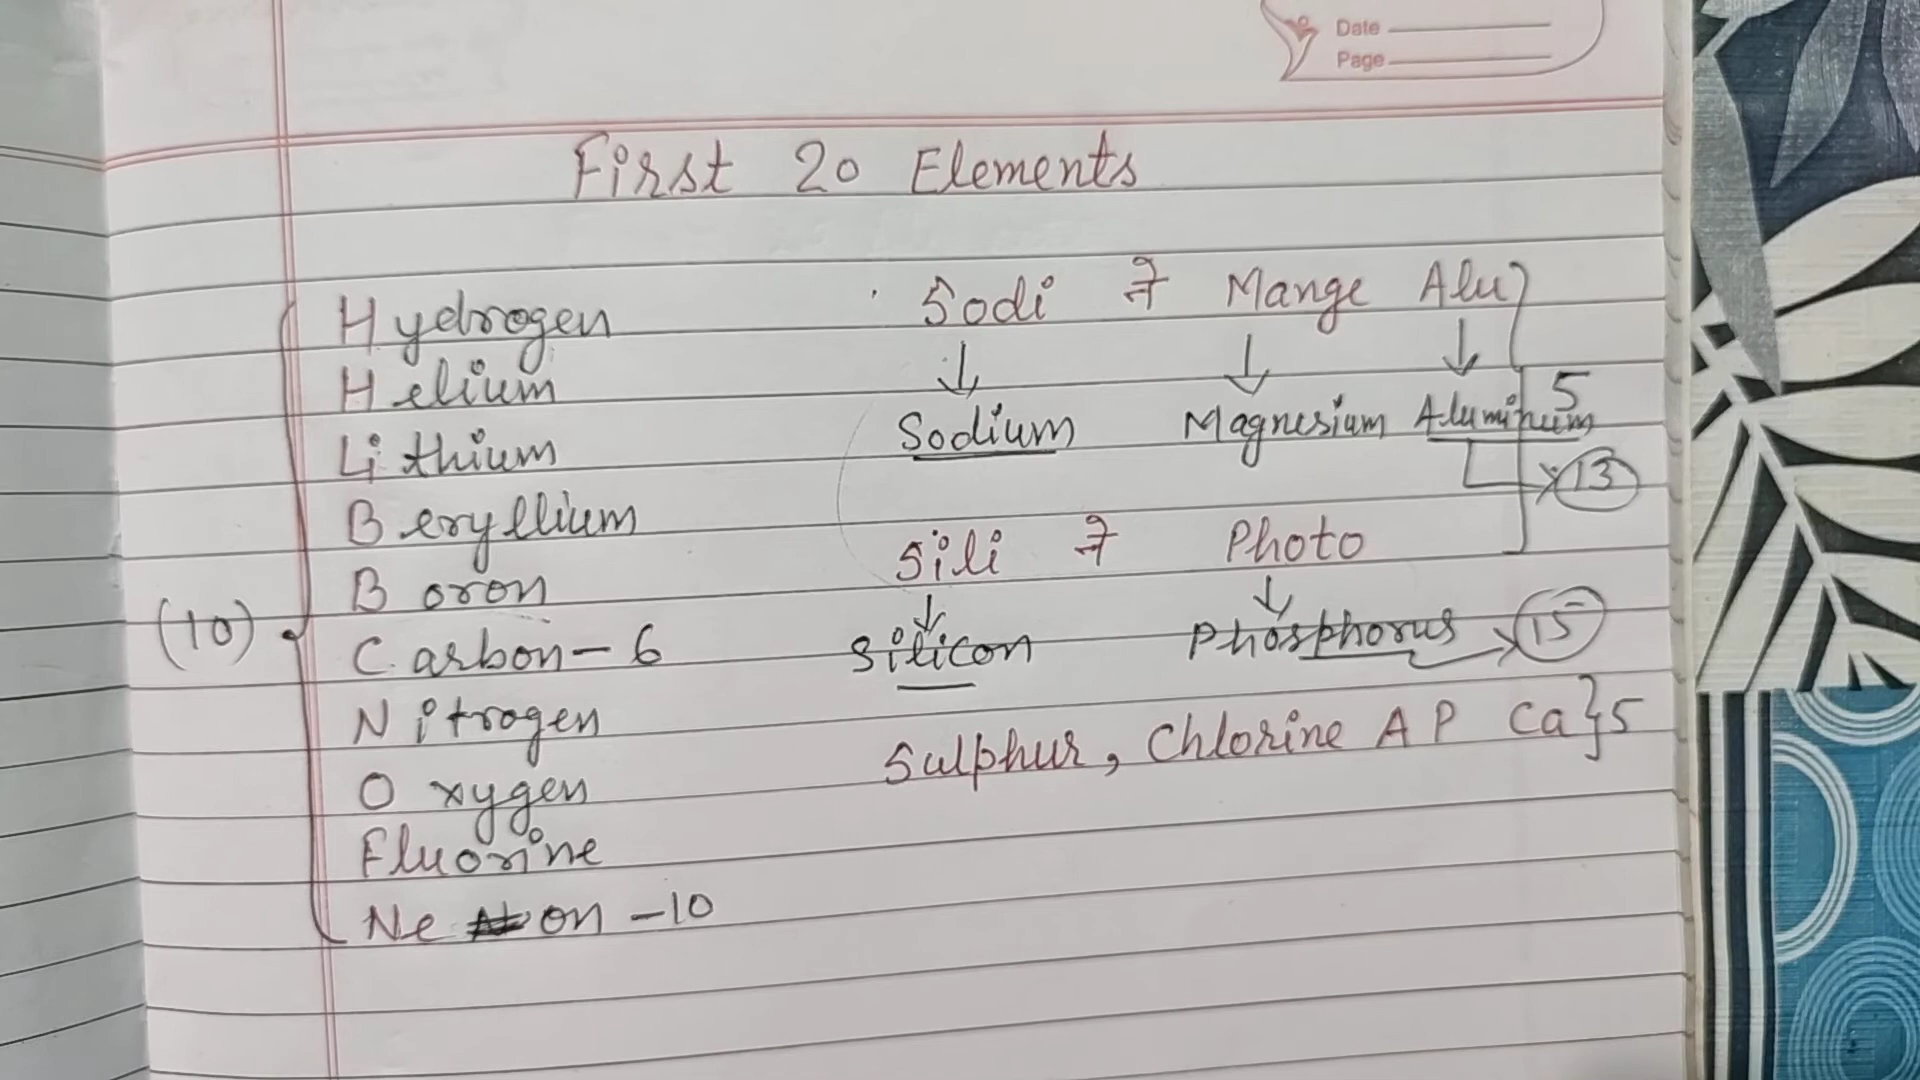 Date
Page
First 20 Elements
Hydrogen
Helium
Lithium
Beryllium
Boron
(10)
Carbon - 6
Nitrogen
Oxygen
Fluorine
Neon - 10
Sodi ने Mange Alu
Sodium Magnesium Aluminum 5
13
Sili ने Photo
Silicon Phosphorus 15
Sulphur, Chlorine A P Ca } 5